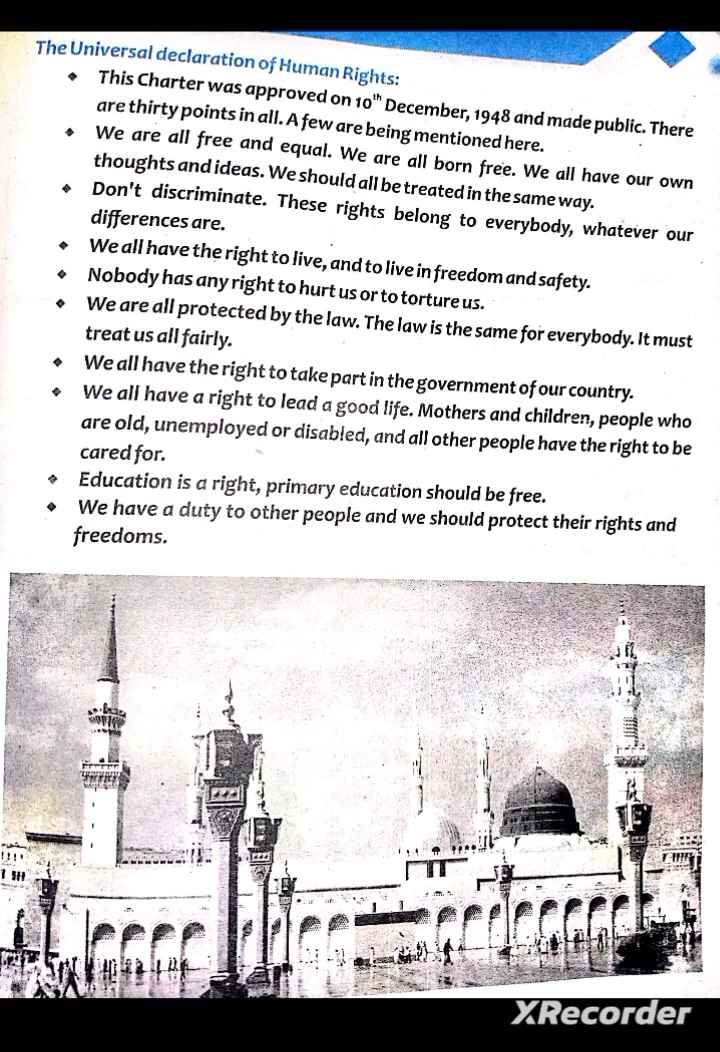 The Universal declaration of Human Rights:
❖ This Charter was approved on 10th December, 1948 and made public. There
are thirty points in all. A few are being mentioned here.
❖ We are all free and equal. We are all born free. We all have our own
thoughts and ideas. We should all be treated in the same way.
❖ Don't discriminate. These rights belong to everybody, whatever our
differences are.
❖ We all have the right to live, and to live in freedom and safety.
❖ Nobody has any right to hurt us or to torture us.
❖ We are all protected by the law. The law is the same for everybody. It must
treat us all fairly.
❖ We all have the right to take part in the government of our country.
❖ We all have a right to lead a good life. Mothers and children, people who
are old, unemployed or disabled, and all other people have the right to be
cared for.
❖ Education is a right, primary education should be free.
❖ We have a duty to other people and we should protect their rights and
freedoms.
XRecorder